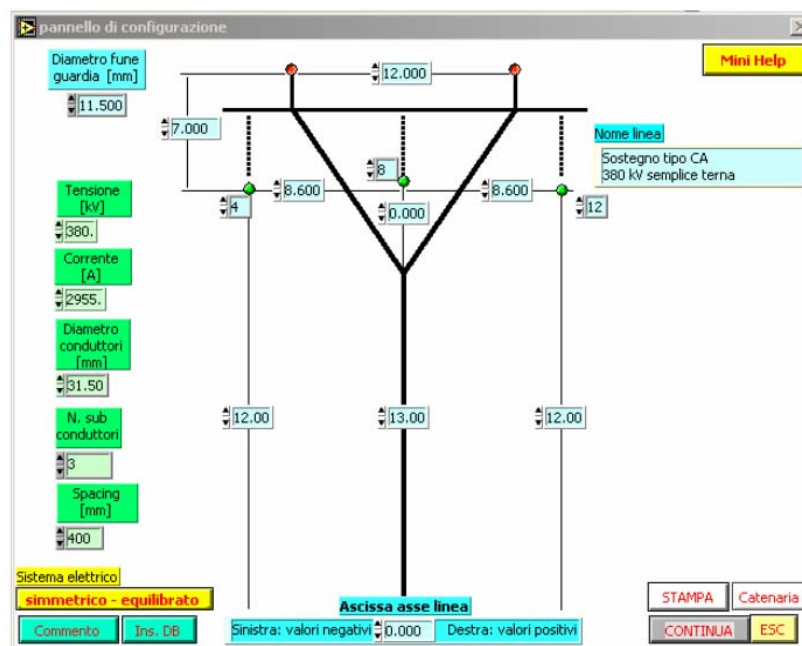 pannello di configurazione
Diametro fune
guardia [mm]
11.500
12.000
Mini Help
7.000
Nome linea
Sostegno tipo CA
380 kV semplice terna
8
Tensione
[kV]
380.
8.600
8.600
4
0.000
12
Corrente
[A]
2955.
Diametro
conduttori
[mm]
31.50
N. sub
conduttori
3
12.00
13.00
12.00
Spacing
[mm]
400
Sistema elettrico
simmetrico - equilibrato
Ascissa asse linea
STAMPA
Catenaria
Commento
Ins. DB
Sinistra: valori negativi
0.000
Destra: valori positivi
CONTINUA
ESC